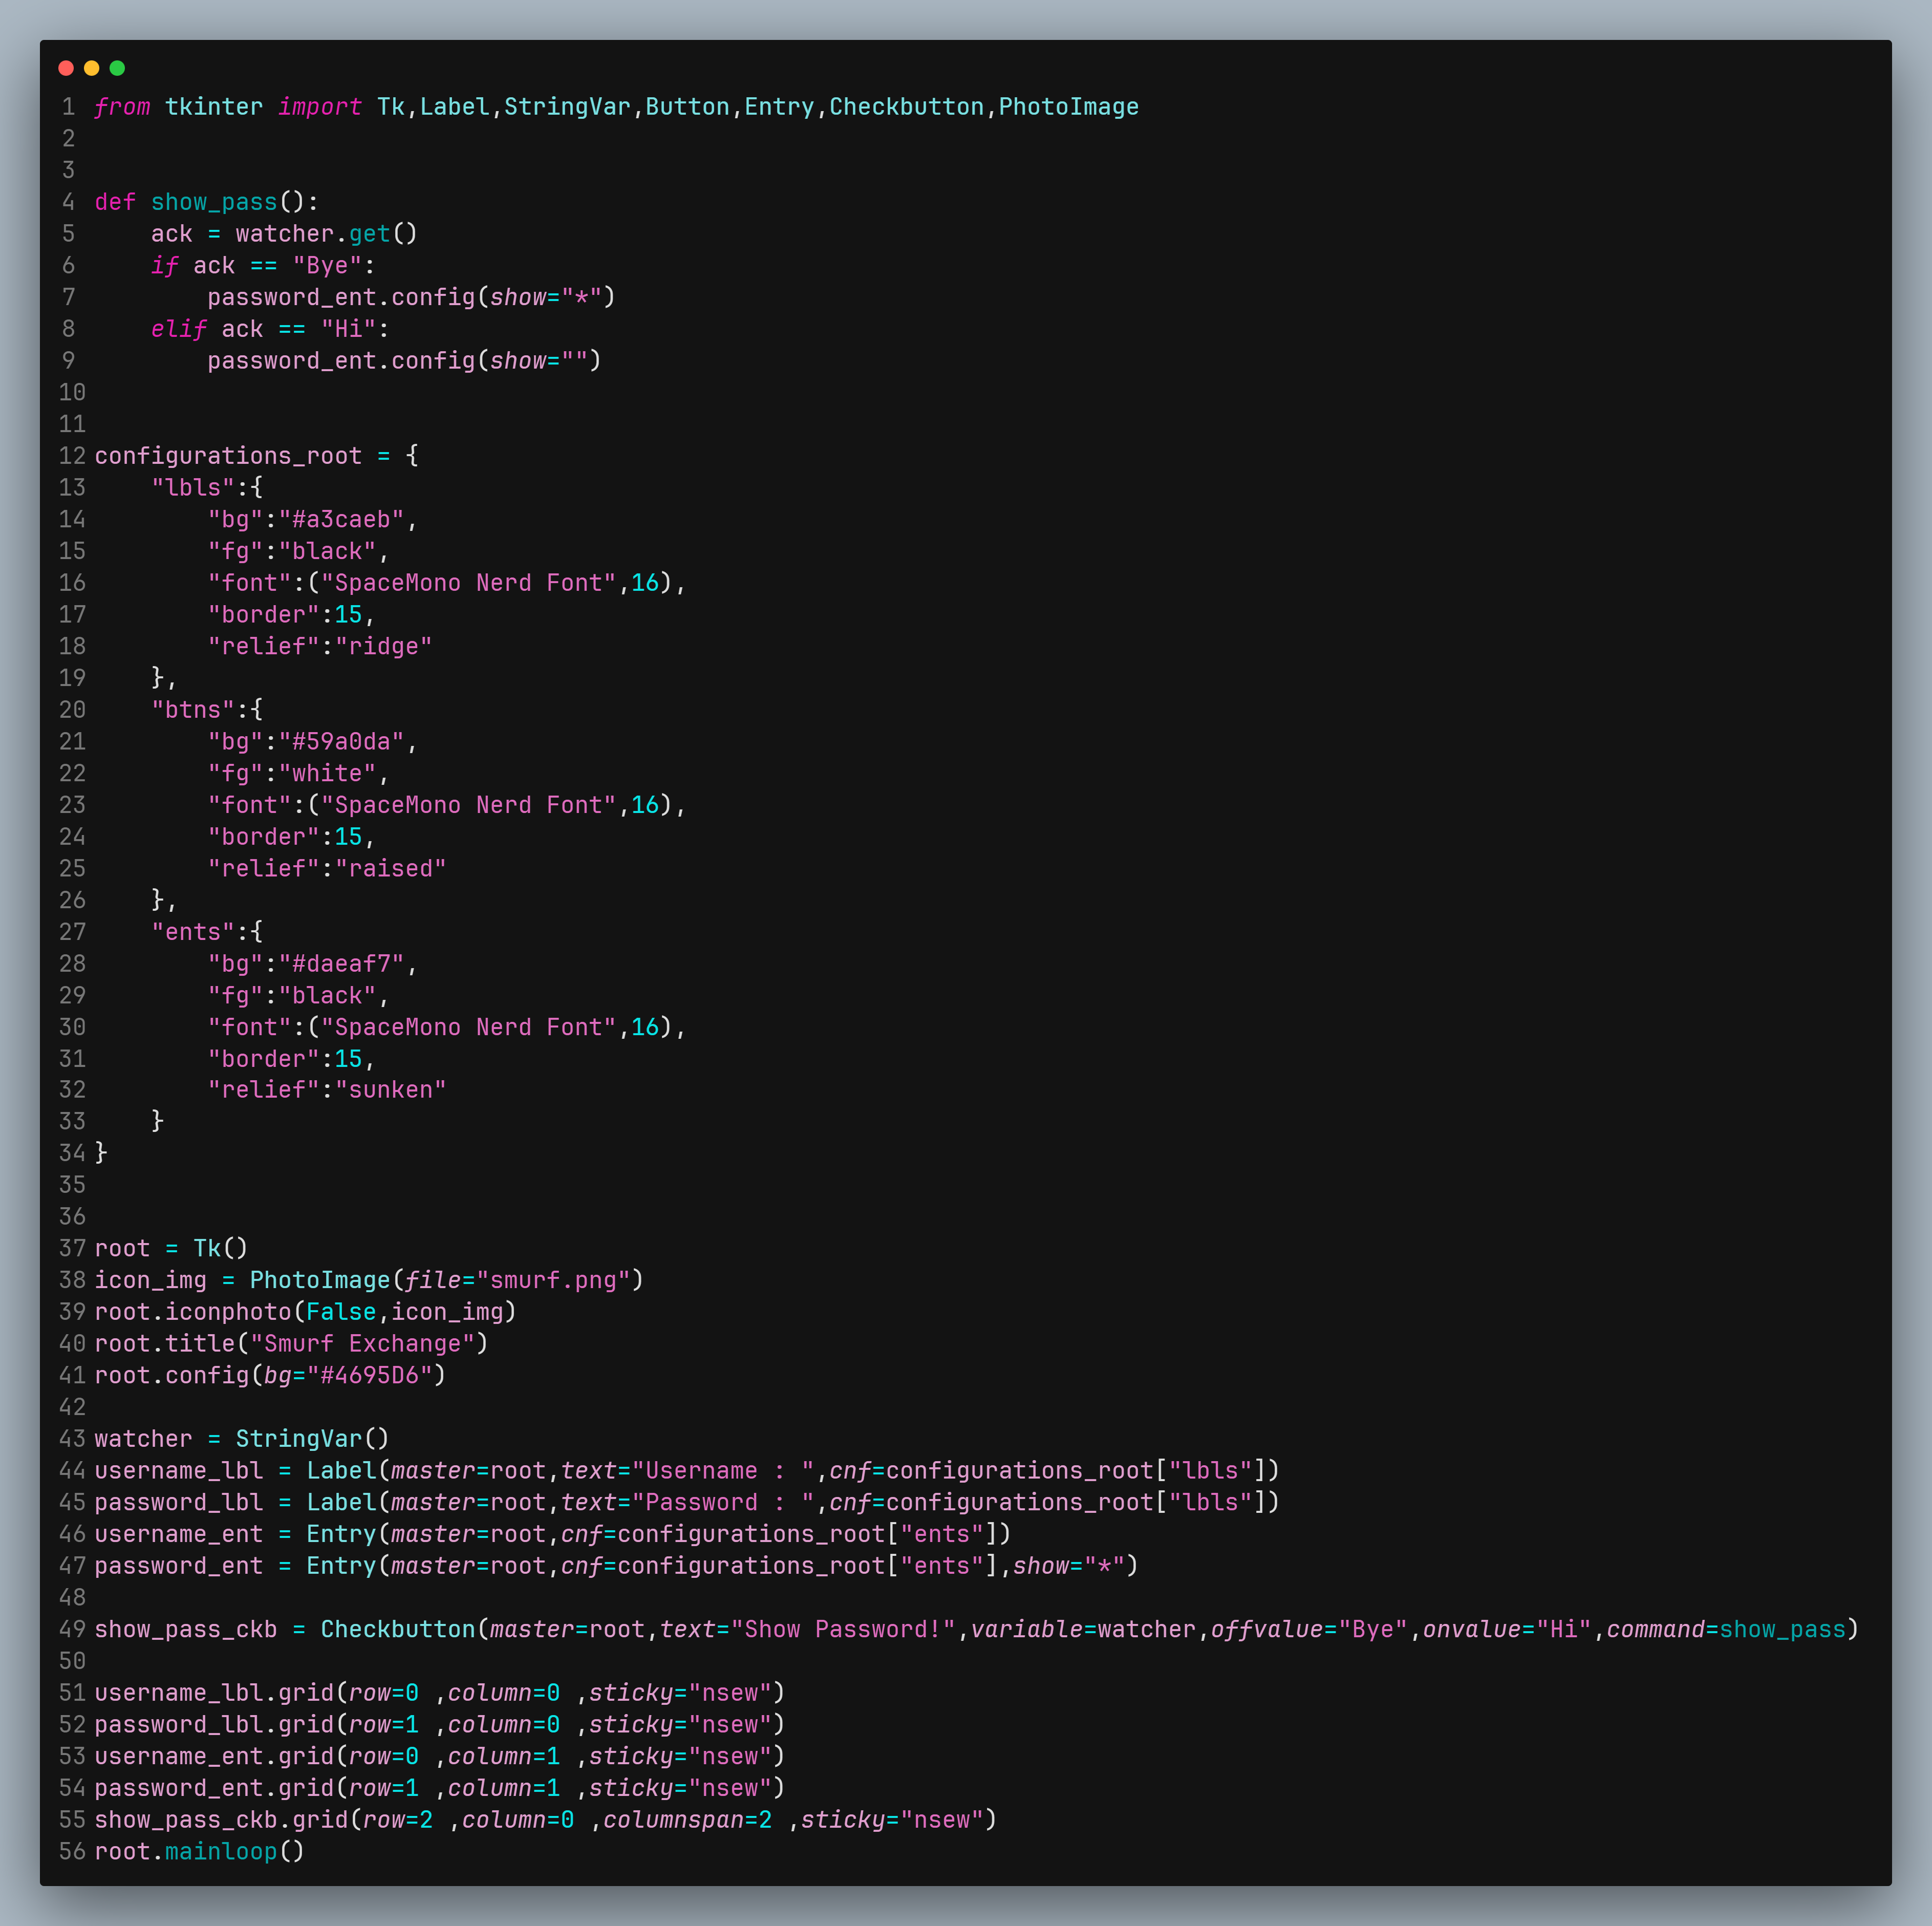 1 from tkinter import Tk,Label,StringVar,Button,Entry,Checkbutton,PhotoImage
2
3
4 def show_pass():
5     ack = watcher.get()
6     if ack == "Bye":
7         password_ent.config(show="*")
8     elif ack == "Hi":
9         password_ent.config(show="")
10
11
12 configurations_root = {
13     "lbls":{
14         "bg":"#a3caeb",
15         "fg":"black",
16         "font":("SpaceMono Nerd Font",16),
17         "border":15,
18         "relief":"ridge"
19     },
20     "btns":{
21         "bg":"#59a0da",
22         "fg":"white",
23         "font":("SpaceMono Nerd Font",16),
24         "border":15,
25         "relief":"raised"
26     },
27     "ents":{
28         "bg":"#daeaf7",
29         "fg":"black",
30         "font":("SpaceMono Nerd Font",16),
31         "border":15,
32         "relief":"sunken"
33     }
34 }
35
36
37 root = Tk()
38 icon_img = PhotoImage(file="smurf.png")
39 root.iconphoto(False,icon_img)
40 root.title("Smurf Exchange")
41 root.config(bg="#4695D6")
42
43 watcher = StringVar()
44 username_lbl = Label(master=root,text="Username : ",cnf=configurations_root["lbls"])
45 password_lbl = Label(master=root,text="Password : ",cnf=configurations_root["lbls"])
46 username_ent = Entry(master=root,cnf=configurations_root["ents"])
47 password_ent = Entry(master=root,cnf=configurations_root["ents"],show="*")
48
49 show_pass_ckb = Checkbutton(master=root,text="Show Password!",variable=watcher,offvalue="Bye",onvalue="Hi",command=show_pass)
50
51 username_lbl.grid(row=0 ,column=0 ,sticky="nsew")
52 password_lbl.grid(row=1 ,column=0 ,sticky="nsew")
53 username_ent.grid(row=0 ,column=1 ,sticky="nsew")
54 password_ent.grid(row=1 ,column=1 ,sticky="nsew")
55 show_pass_ckb.grid(row=2 ,column=0 ,columnspan=2 ,sticky="nsew")
56 root.mainloop()